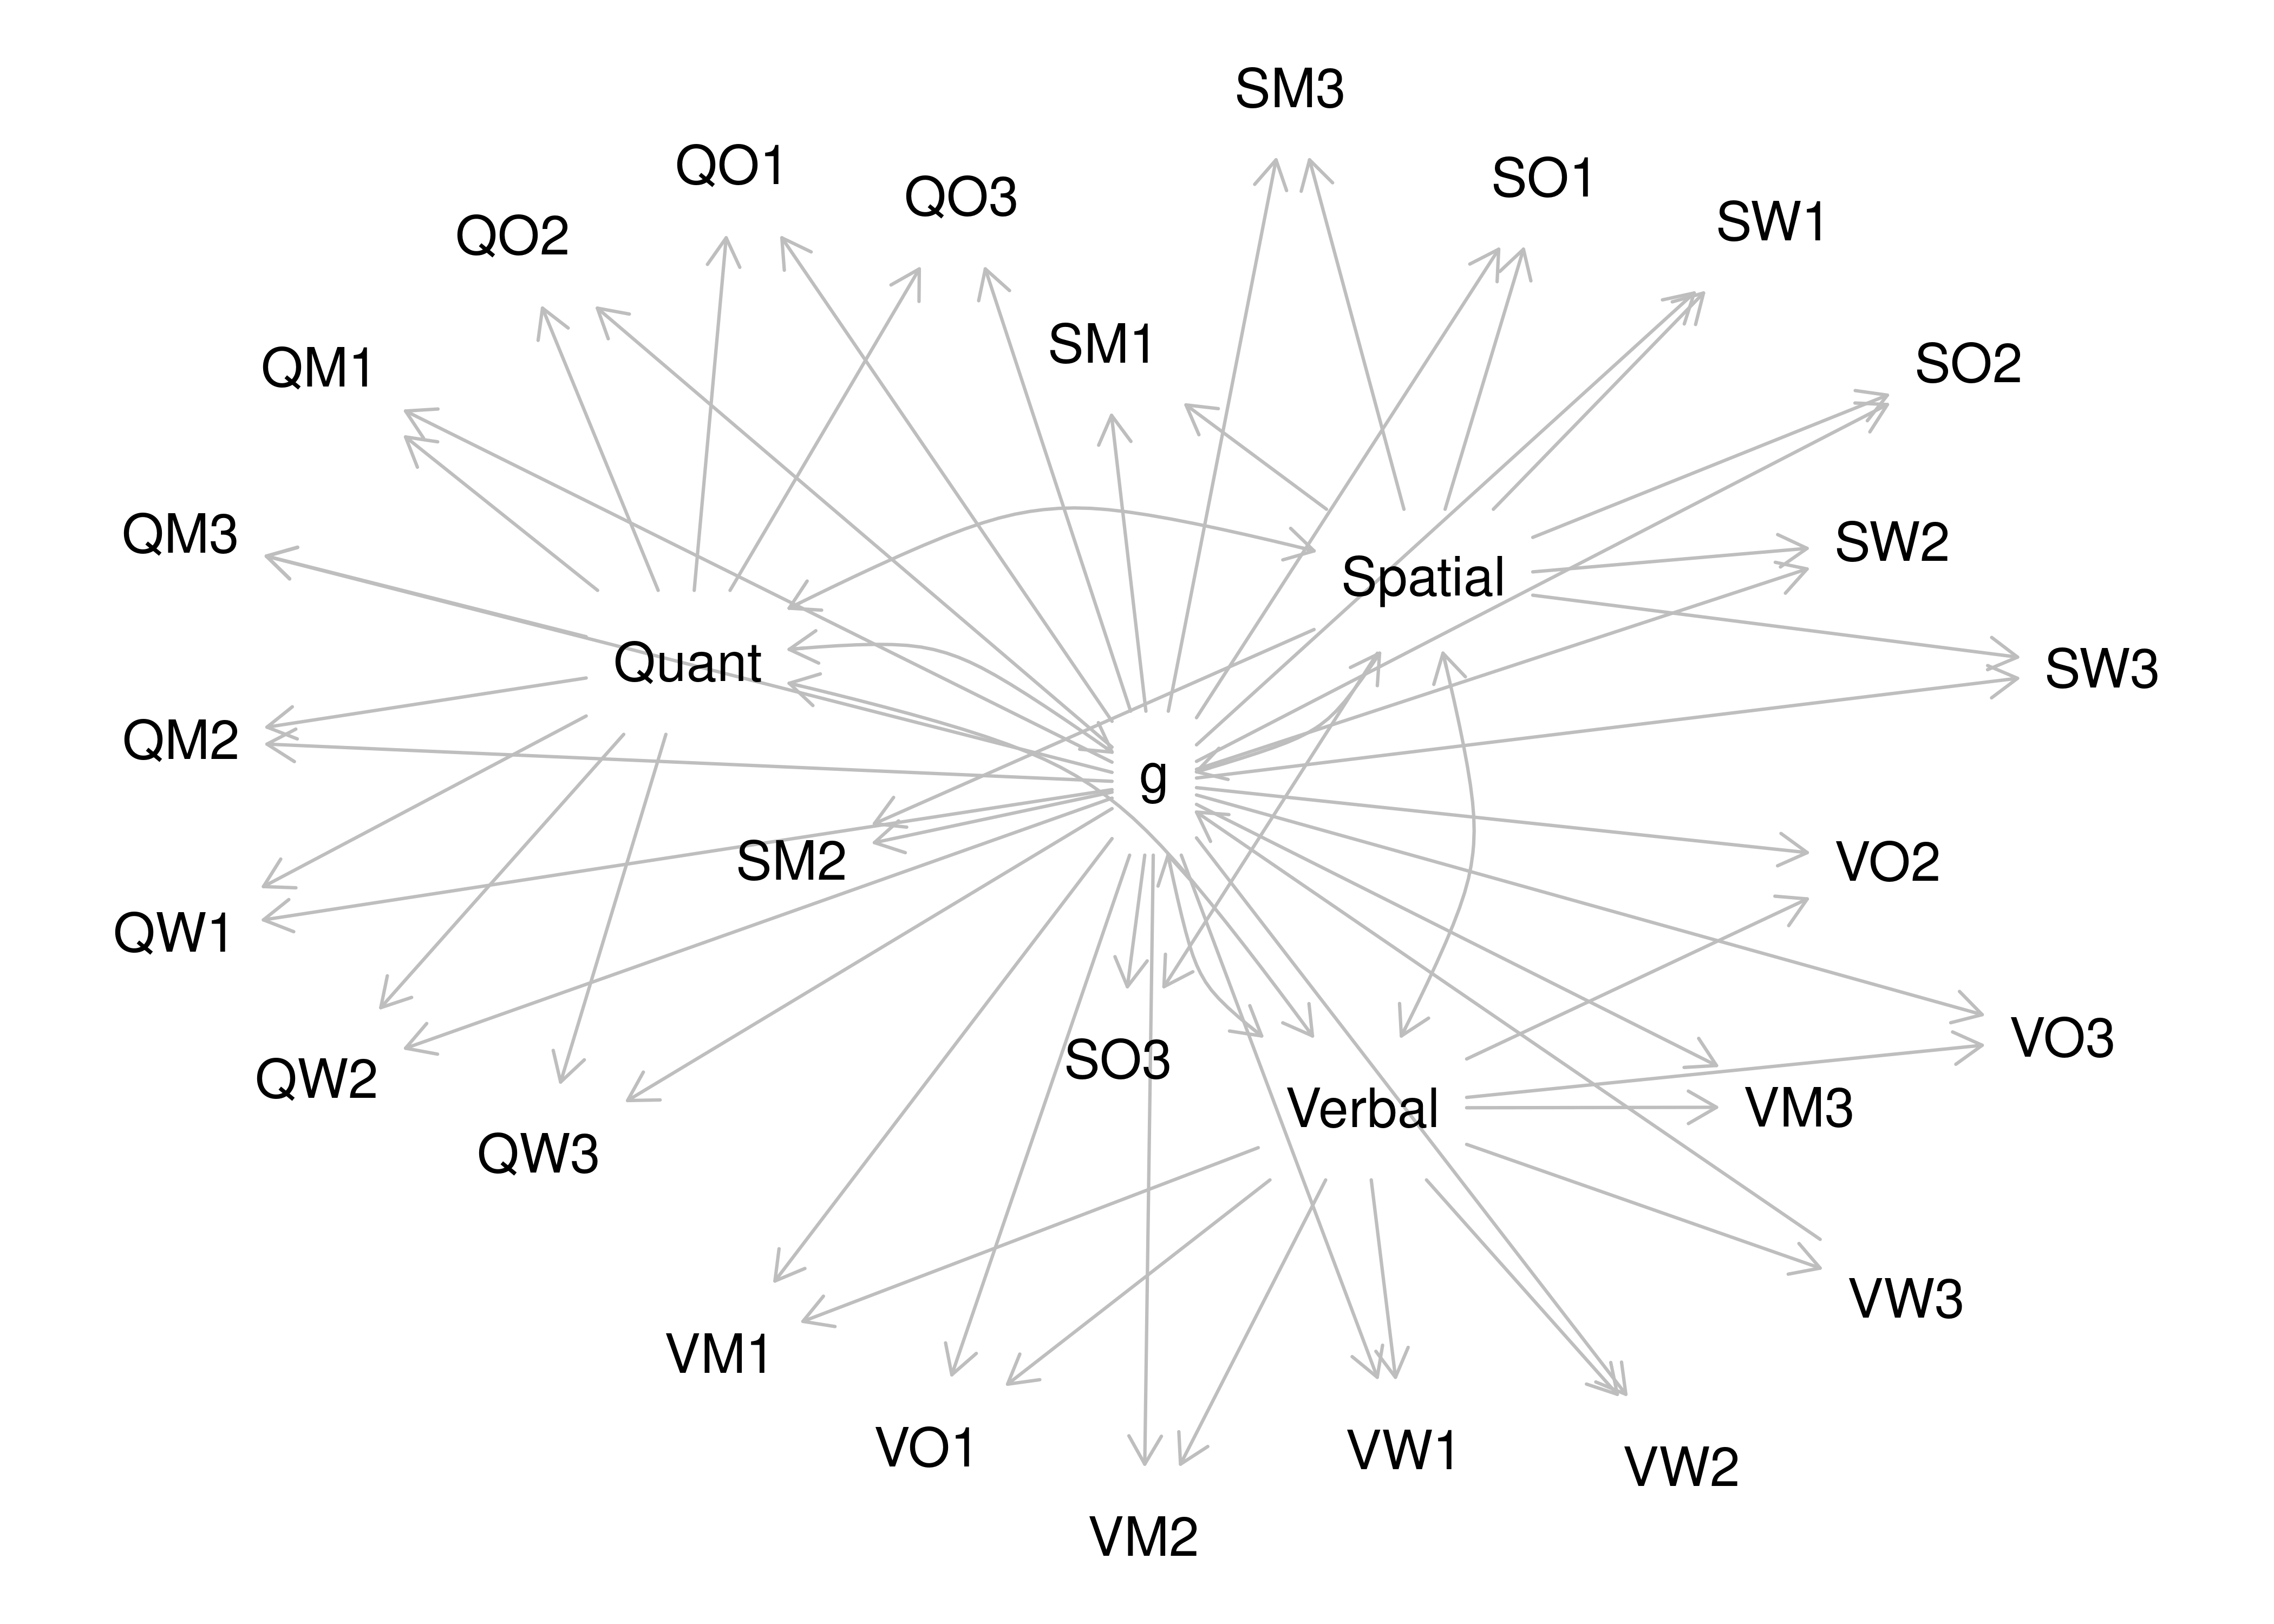 SM3
QO1
SO1
QO3
SW1
QO2
SM1
SO2
QM1
QM3
SW2
Spatial
Quant
SW3
QM2
g
SM2
VO2
QW1
VO3
SO3
QW2
Verbal
VM3
QW3
VW3
VM1
VO1
VW1
VW2
VM2